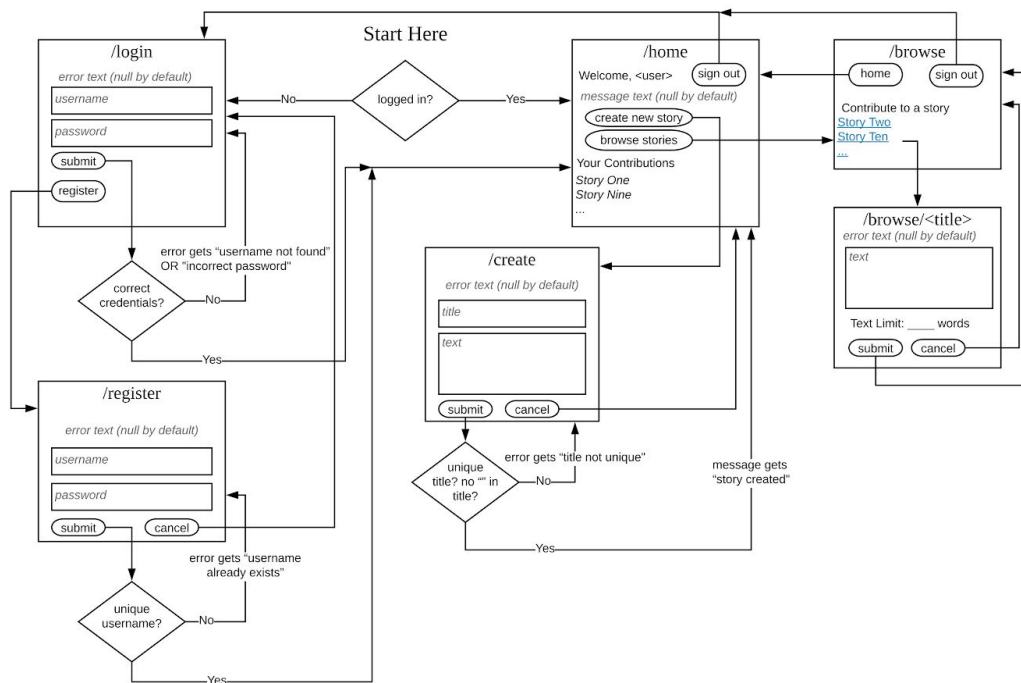 Start Here
logged in?
No
Yes
/login
error text (null by default)
username
password
submit
register
error gets “username not found”
OR "incorrect password"
correct
credentials?
No
Yes
/register
error text (null by default)
username
password
submit
cancel
error gets “username
already exists”
unique
username?
No
Yes
/home
Welcome, <user>
sign out
message text (null by default)
create new story
browse stories
Your Contributions
Story One
Story Nine
...
/create
error text (null by default)
title
text
submit
cancel
unique
title? no “” in
title?
error gets “title not unique”
No
Yes
message gets
“story created”
/browse
home
sign out
Contribute to a story
Story Two
Story Ten
...
/browse/<title>
error text (null by default)
text
Text Limit: ____ words
submit
cancel